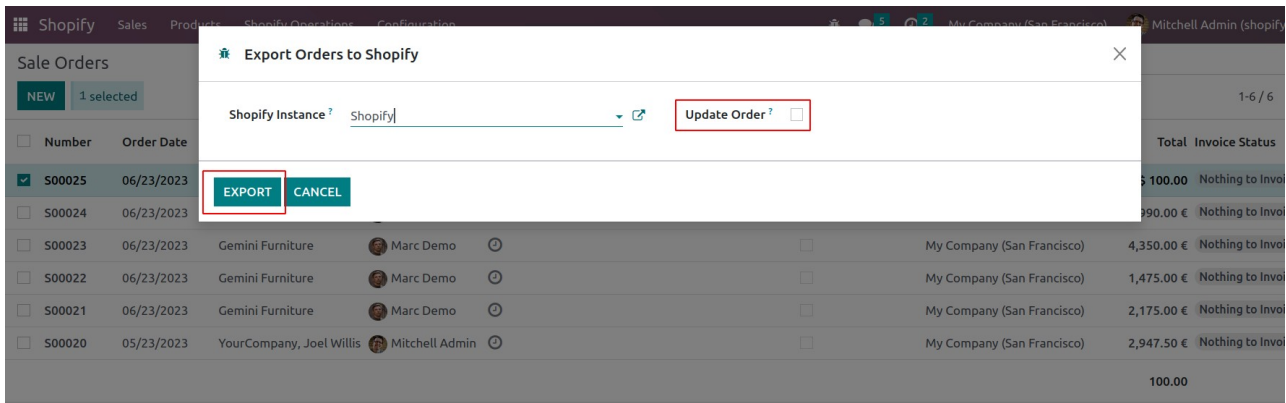 Shopify Sales Products Shopify Operations Configuration 5 2 My Company (San Francisco) Mitchell Admin (shopify
Sale Orders
NEW 1 selected 1-6 / 6
Export Orders to Shopify
Shopify Instance ? Shopify Update Order ?
EXPORT CANCEL
Number Order Date Total Invoice Status
S00025 06/23/2023 $ 100.00 Nothing to Invoi
S00024 06/23/2023 990.00 € Nothing to Invoi
S00023 06/23/2023 Gemini Furniture Marc Demo My Company (San Francisco) 4,350.00 € Nothing to Invoi
S00022 06/23/2023 Gemini Furniture Marc Demo My Company (San Francisco) 1,475.00 € Nothing to Invoi
S00021 06/23/2023 Gemini Furniture Marc Demo My Company (San Francisco) 2,175.00 € Nothing to Invoi
S00020 05/23/2023 YourCompany, Joel Willis Mitchell Admin My Company (San Francisco) 2,947.50 € Nothing to Invoi
100.00